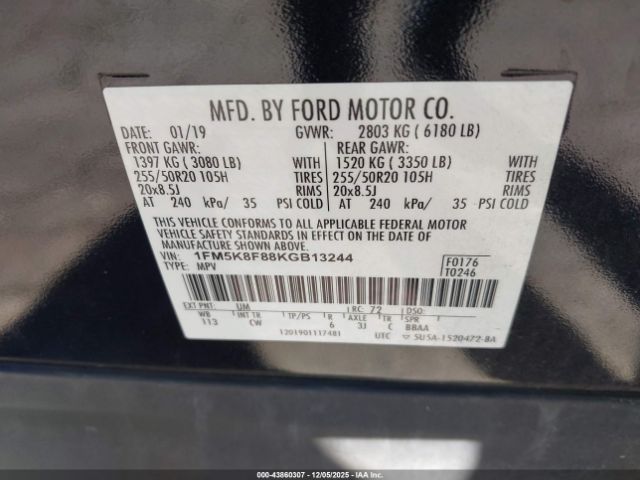 MFD. BY FORD MOTOR CO.
DATE: 01/19 GVWR: 2803 KG ( 6180 LB)
FRONT GAWR: REAR GAWR:
1397 KG ( 3080 LB) WITH 1520 KG ( 3350 LB) WITH
255/50R20 105H TIRES 255/50R20 105H TIRES
20x8.5J RIMS 20x8.5J RIMS
AT 240 kPa/ 35 PSI COLD AT 240 kPa/ 35 PSI COLD
THIS VEHICLE CONFORMS TO ALL APPLICABLE FEDERAL MOTOR
VEHICLE SAFETY STANDARDS IN EFFECT ON THE DATE OF
MANUFACTURE SHOWN ABOVE.
VIN: 1FM5K8F88KGB13244 F0176
TYPE: MPV T0246
EXT PNT: UM RC: 72 DSO:
WB INT TR TP/PS R AXLE TR SPR
113 CW 6 3J C BBAA
1201901117481 UTC 5U5A-1520472-BA
000-43860307 - 12/05/2025 - IAAI.com